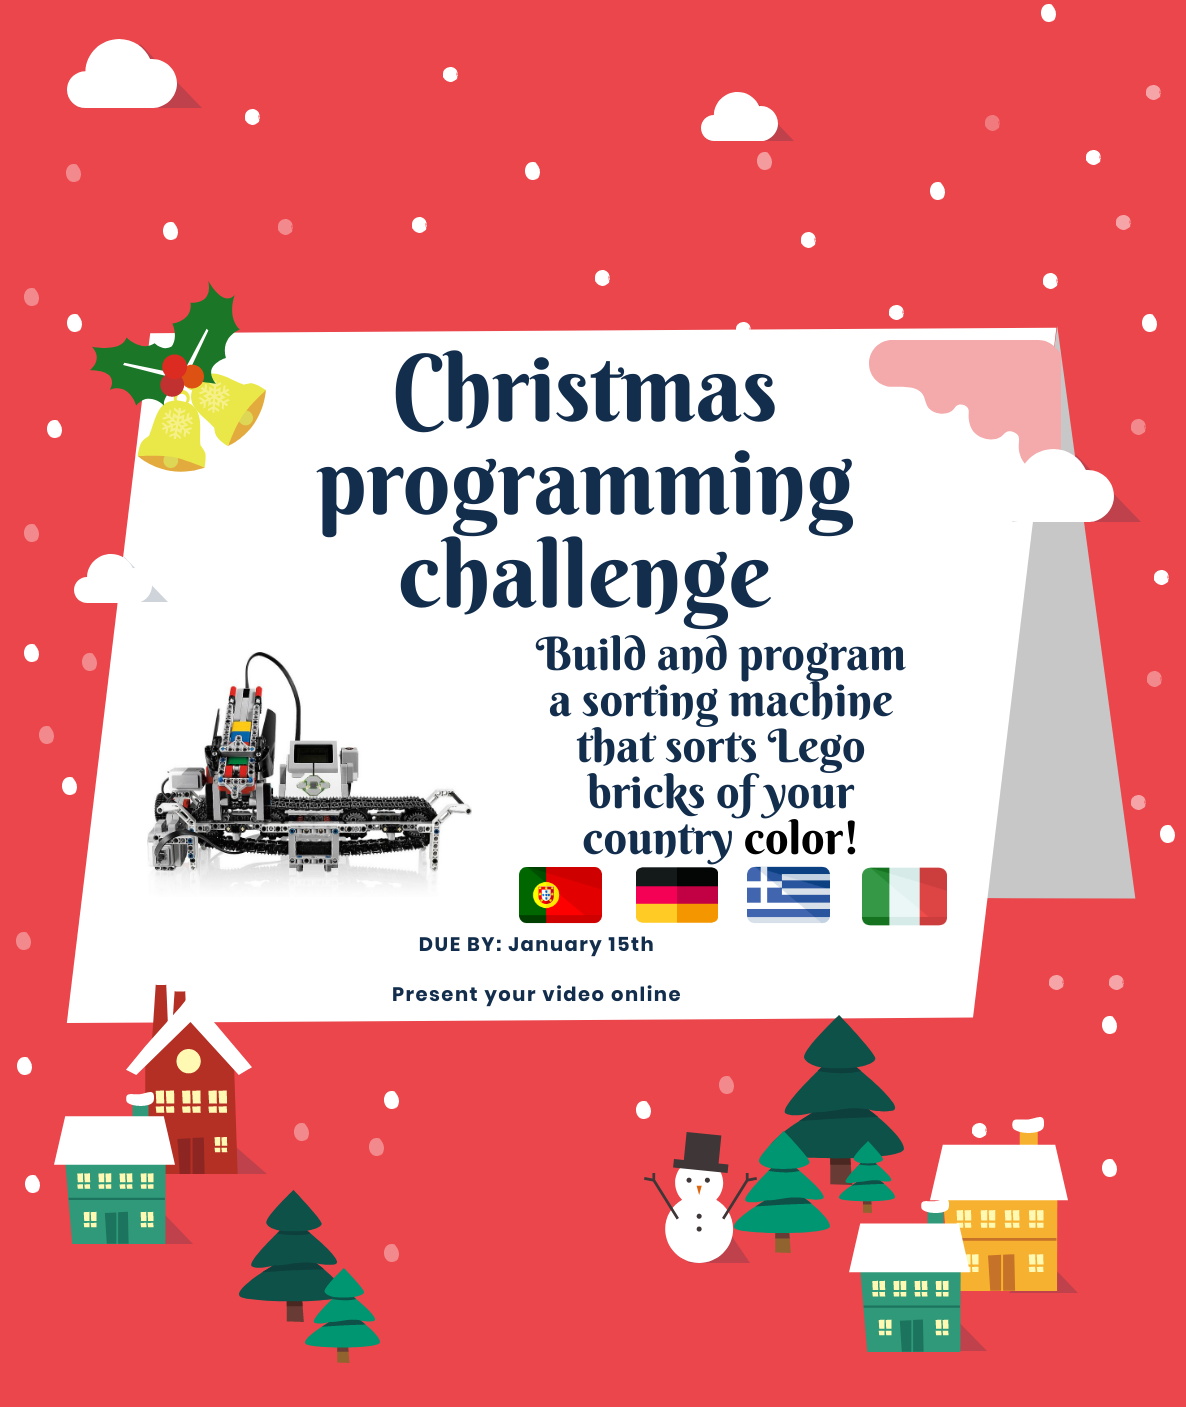 Christmas
programming
challenge
Build and program
a sorting machine
that sorts Lego
bricks of your
country color!
DUE BY: January 15th
Present your video online